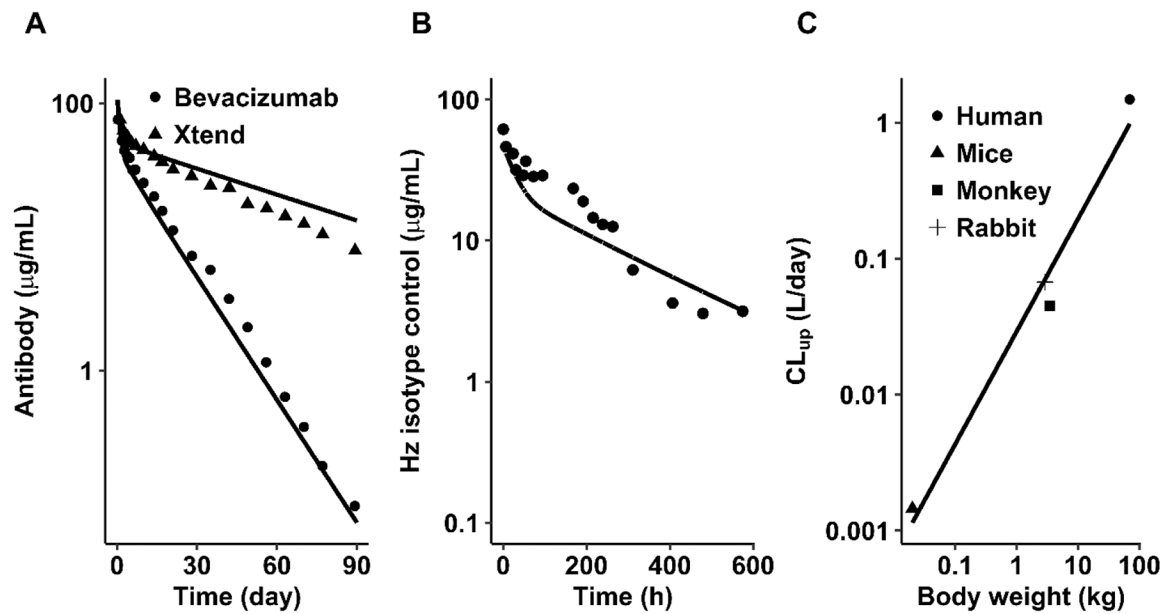 A
Antibody (μg/mL)
100
1
Bevacizumab
Xtend
0
30
60
90
Time (day)
B
Hz isotype control (μg/mL)
100
10
1
0.1
0
200
400
600
Time (h)
C
CLup (L/day)
1
0.1
0.01
0.001
Human
Mice
Monkey
Rabbit
0.1
1
10
100
Body weight (kg)